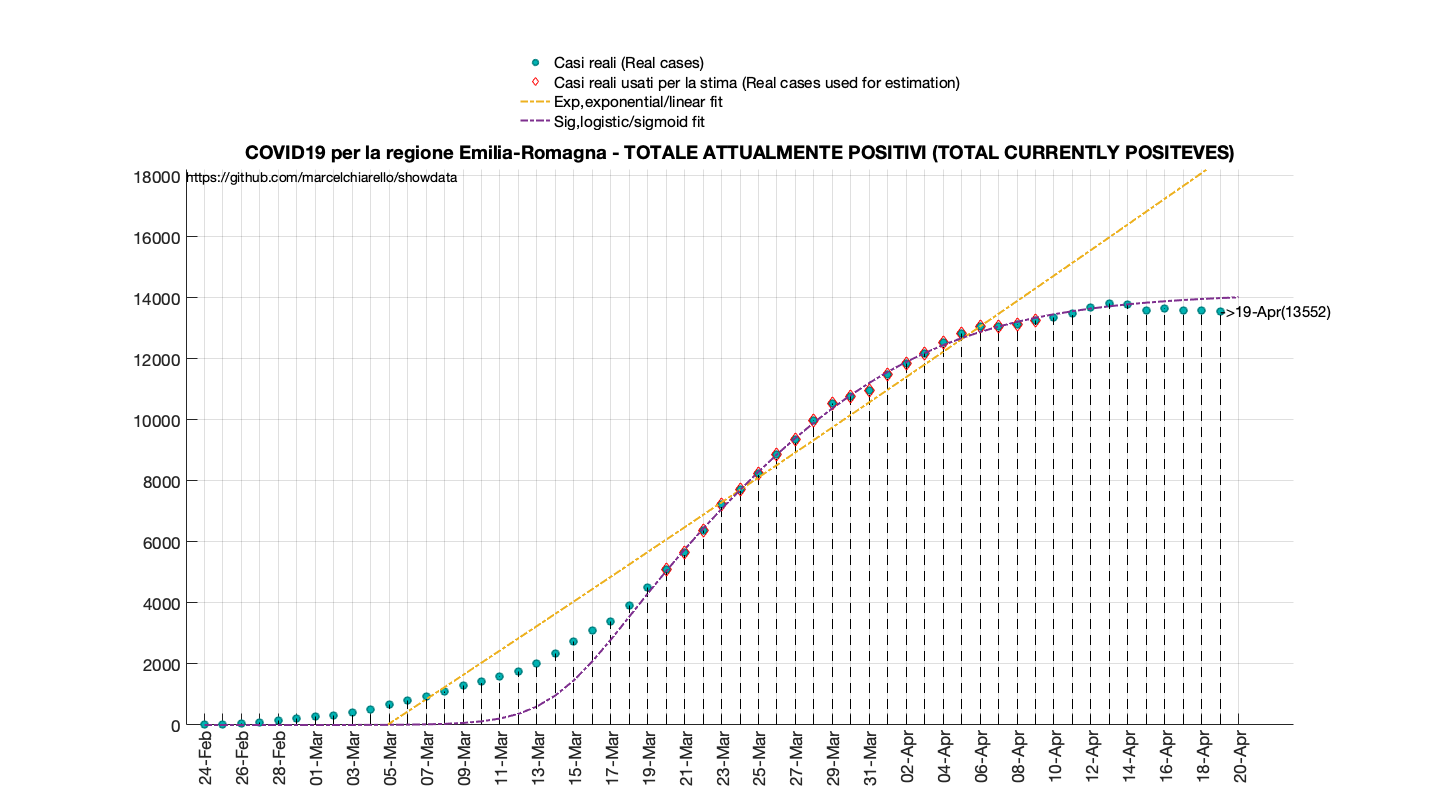 Casi reali (Real cases)
Casi reali usati per la stima (Real cases used for estimation)
Exp,exponential/linear fit
Sig,logistic/sigmoid fit
COVID19 per la regione Emilia-Romagna - TOTALE ATTUALMENTE POSITIVI (TOTAL CURRENTLY POSITEVES)
https://github.com/marcelchiarello/showdata
18000
16000
14000
12000
10000
8000
6000
4000
2000
0
->19-Apr(13552)
24-Feb
26-Feb
28-Feb
01-Mar
03-Mar
05-Mar
07-Mar
09-Mar
11-Mar
13-Mar
15-Mar
17-Mar
19-Mar
21-Mar
23-Mar
25-Mar
27-Mar
29-Mar
31-Mar
02-Apr
04-Apr
06-Apr
08-Apr
10-Apr
12-Apr
14-Apr
16-Apr
18-Apr
20-Apr